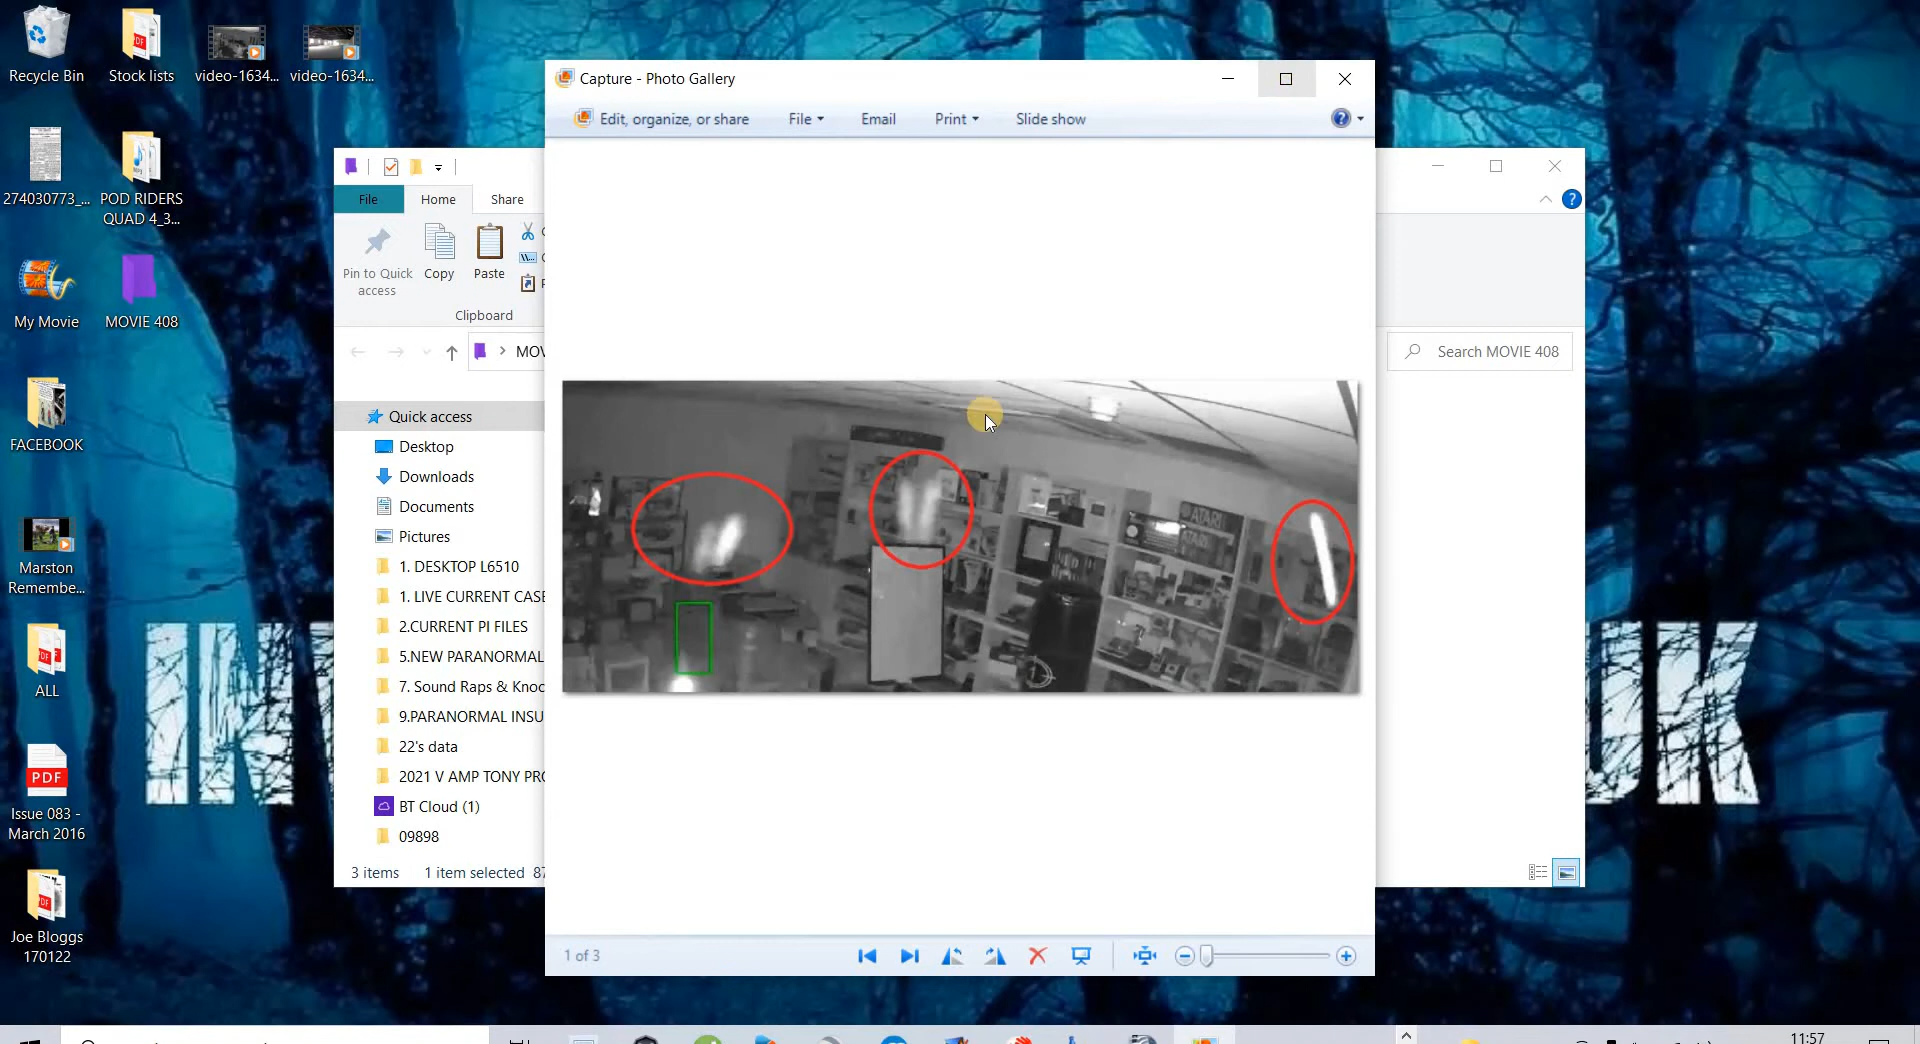 Recycle Bin
Stock lists
video-1634...
video-1634...
274030773_...
POD RIDERS
QUAD 4_3...
My Movie
MOVIE 408
FACEBOOK
Marston
Remembe...
ALL
PDF
Issue 083 -
March 2016
Joe Bloggs
170122
Capture - Photo Gallery
Edit, organize, or share
File
Email
Print
Slide show
File
Home
Share
Pin to Quick
access
Copy
Paste
Clipboard
MOV
Search MOVIE 408
Quick access
Desktop
Downloads
Documents
Pictures
1. DESKTOP L6510
1. LIVE CURRENT CASE
2.CURRENT PI FILES
5.NEW PARANORMAL
7. Sound Raps & Knoc
9.PARANORMAL INSU
22's data
2021 V AMP TONY PRO
BT Cloud (1)
09898
3 items
1 item selected
ATARI
ATARI
1 of 3
UK
11:57